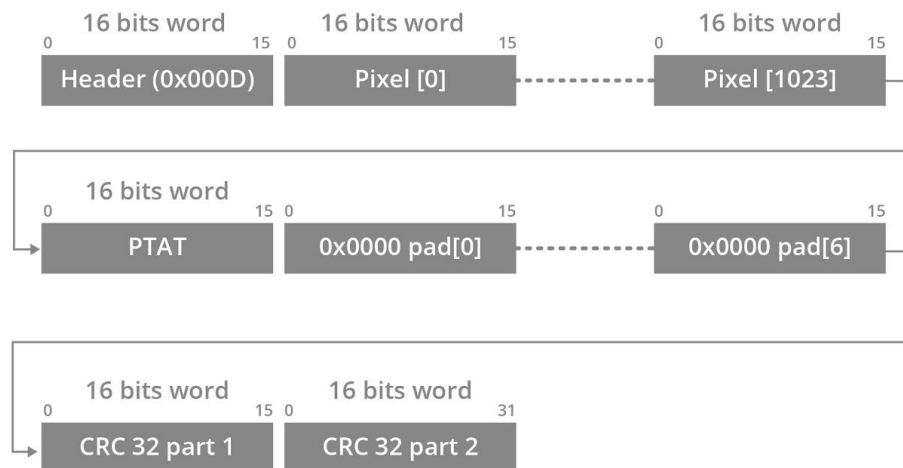 16 bits word 16 bits word 16 bits word
0 15 0 15 0 15
Header (0x000D) Pixel [0] Pixel [1023]
16 bits word
0 15 0 15 0 15
PTAT 0x0000 pad[0] 0x0000 pad[6]
16 bits word 16 bits word
0 15 0 31
CRC 32 part 1 CRC 32 part 2